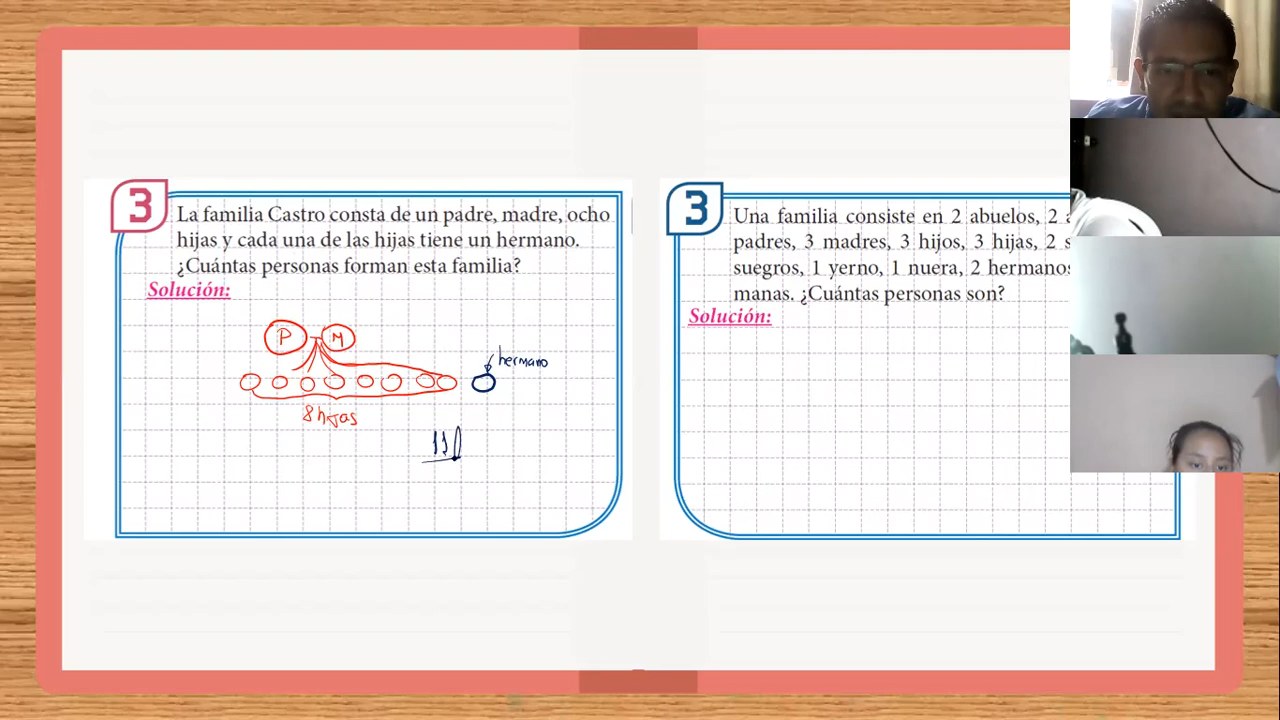 3
La familia Castro consta de un padre, madre, ocho
hijas y cada una de las hijas tiene un hermano.
¿Cuántas personas forman esta familia?
Solución:
P M
hermano
8 hijas
11
3
Una familia consiste en 2 abuelos, 2
padres, 3 madres, 3 hijos, 3 hijas, 2
suegros, 1 yerno, 1 nuera, 2 hermanos
manas. ¿Cuántas personas son?
Solución: